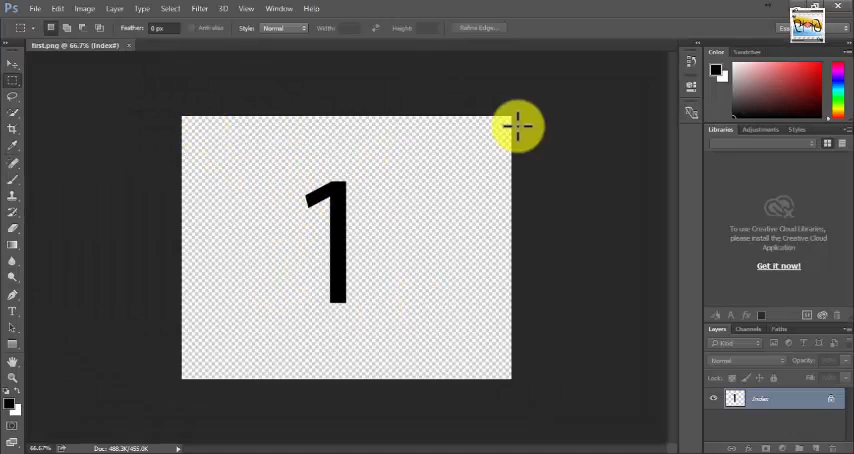 Ps File Edit Image Layer Type Select Filter 3D View Window Help
Feather: 0 px Anti-alias Style: Normal Width: Height: Refine Edge...
first.png @ 66.7% (Index#) ×
1
Color Swatches
Libraries Adjustments Styles
To use Creative Cloud Libraries,
please install the Creative Cloud
Application
Get it now!
Layers Channels Paths
Kind
Normal Opacity:
Lock: Fill:
Index
66.67% Doc: 488.3K/455.0K